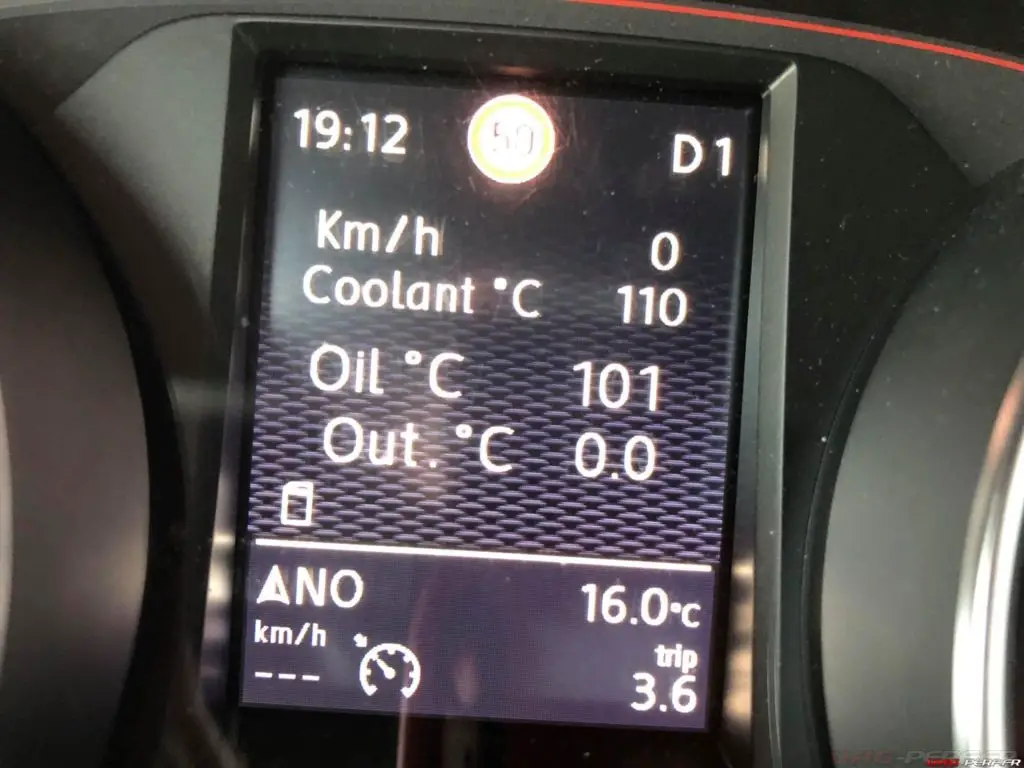 19:12 50 D1
Km/h 0
Coolant °C 110
Oil °C 101
Out. °C 0.0
NO 16.0°C
km/h trip
--- 3.6